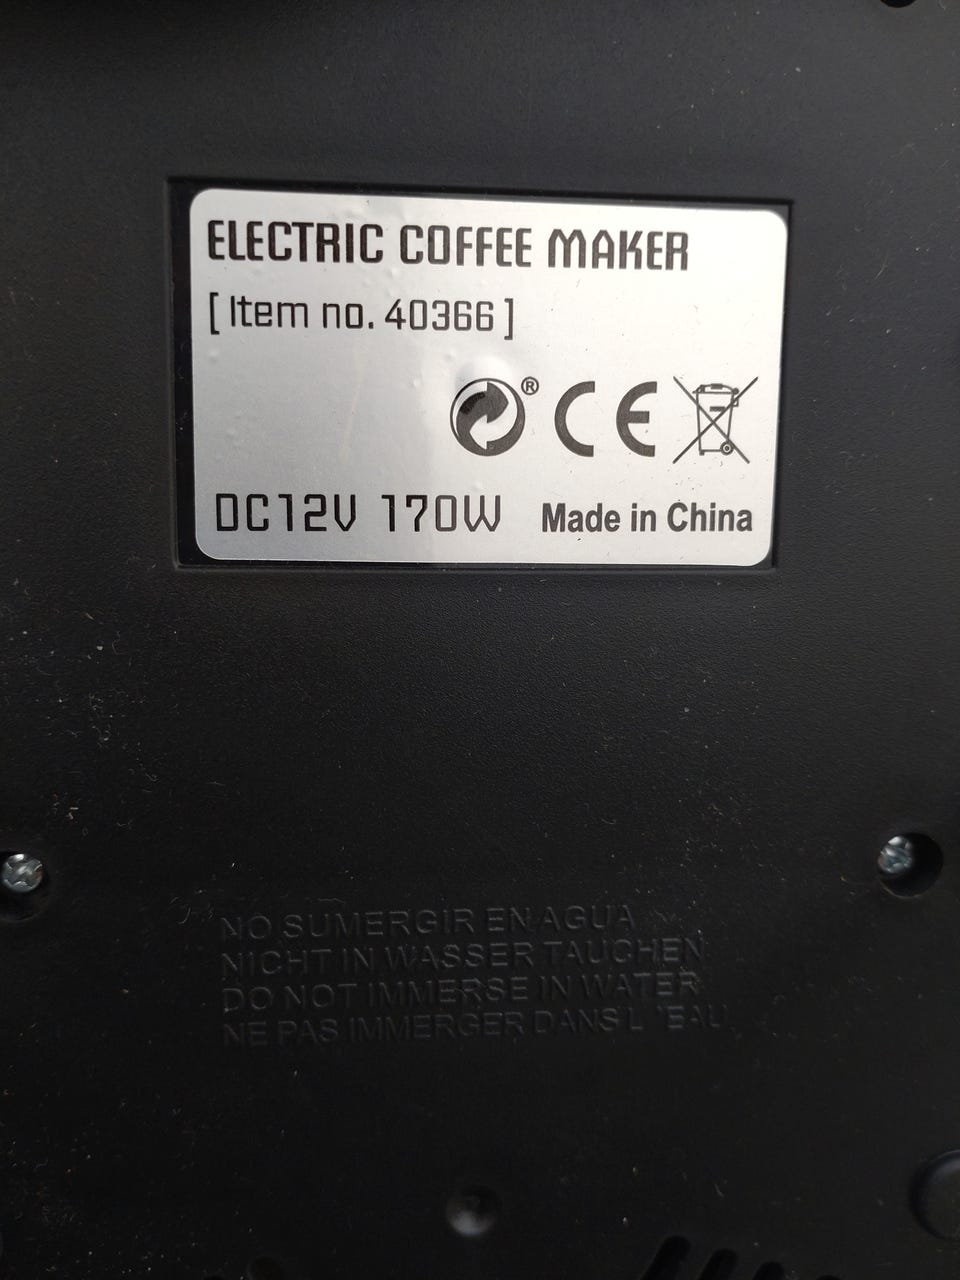 ELECTRIC COFFEE MAKER
[ Item no. 40366 ]
® CE
DC12V 170W Made in China
NO SUMERGIR EN AGUA
NICHT IN WASSER TAUCHEN
DO NOT IMMERSE IN WATER
NE PAS IMMERGER DANS L 'EAU